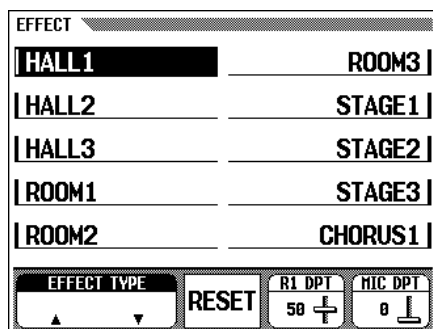 EFFECT
HALL1
ROOM3
HALL2
STAGE1
HALL3
STAGE2
ROOM1
STAGE3
ROOM2
CHORUS1
EFFECT TYPE
▲ ▼
RESET
R1 DPT
50
MIC DPT
0